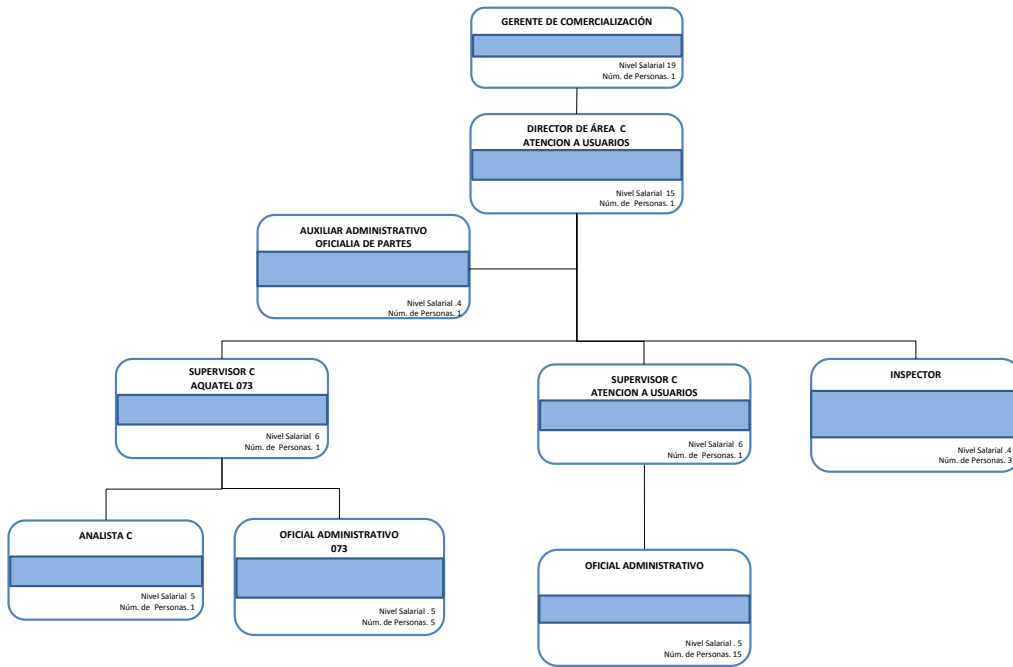 GERENTE DE COMERCIALIZACIÓN
Nivel Salarial 19
Núm. de Personas. 1
DIRECTOR DE ÁREA C
ATENCION A USUARIOS
Nivel Salarial 15
Núm. de Personas. 1
AUXILIAR ADMINISTRATIVO
OFICIALIA DE PARTES
Nivel Salarial .4
Núm. de Personas. 1
SUPERVISOR C
AQUATEL 073
Nivel Salarial 6
Núm. de Personas. 1
SUPERVISOR C
ATENCION A USUARIOS
Nivel Salarial 6
Núm. de Personas. 1
INSPECTOR
Nivel Salarial .4
Núm. de Personas. 3
ANALISTA C
Nivel Salarial 5
Núm. de Personas. 1
OFICIAL ADMINISTRATIVO
073
Nivel Salarial . 5
Núm. de Personas. 5
OFICIAL ADMINISTRATIVO
Nivel Salarial . 5
Núm. de Personas. 15